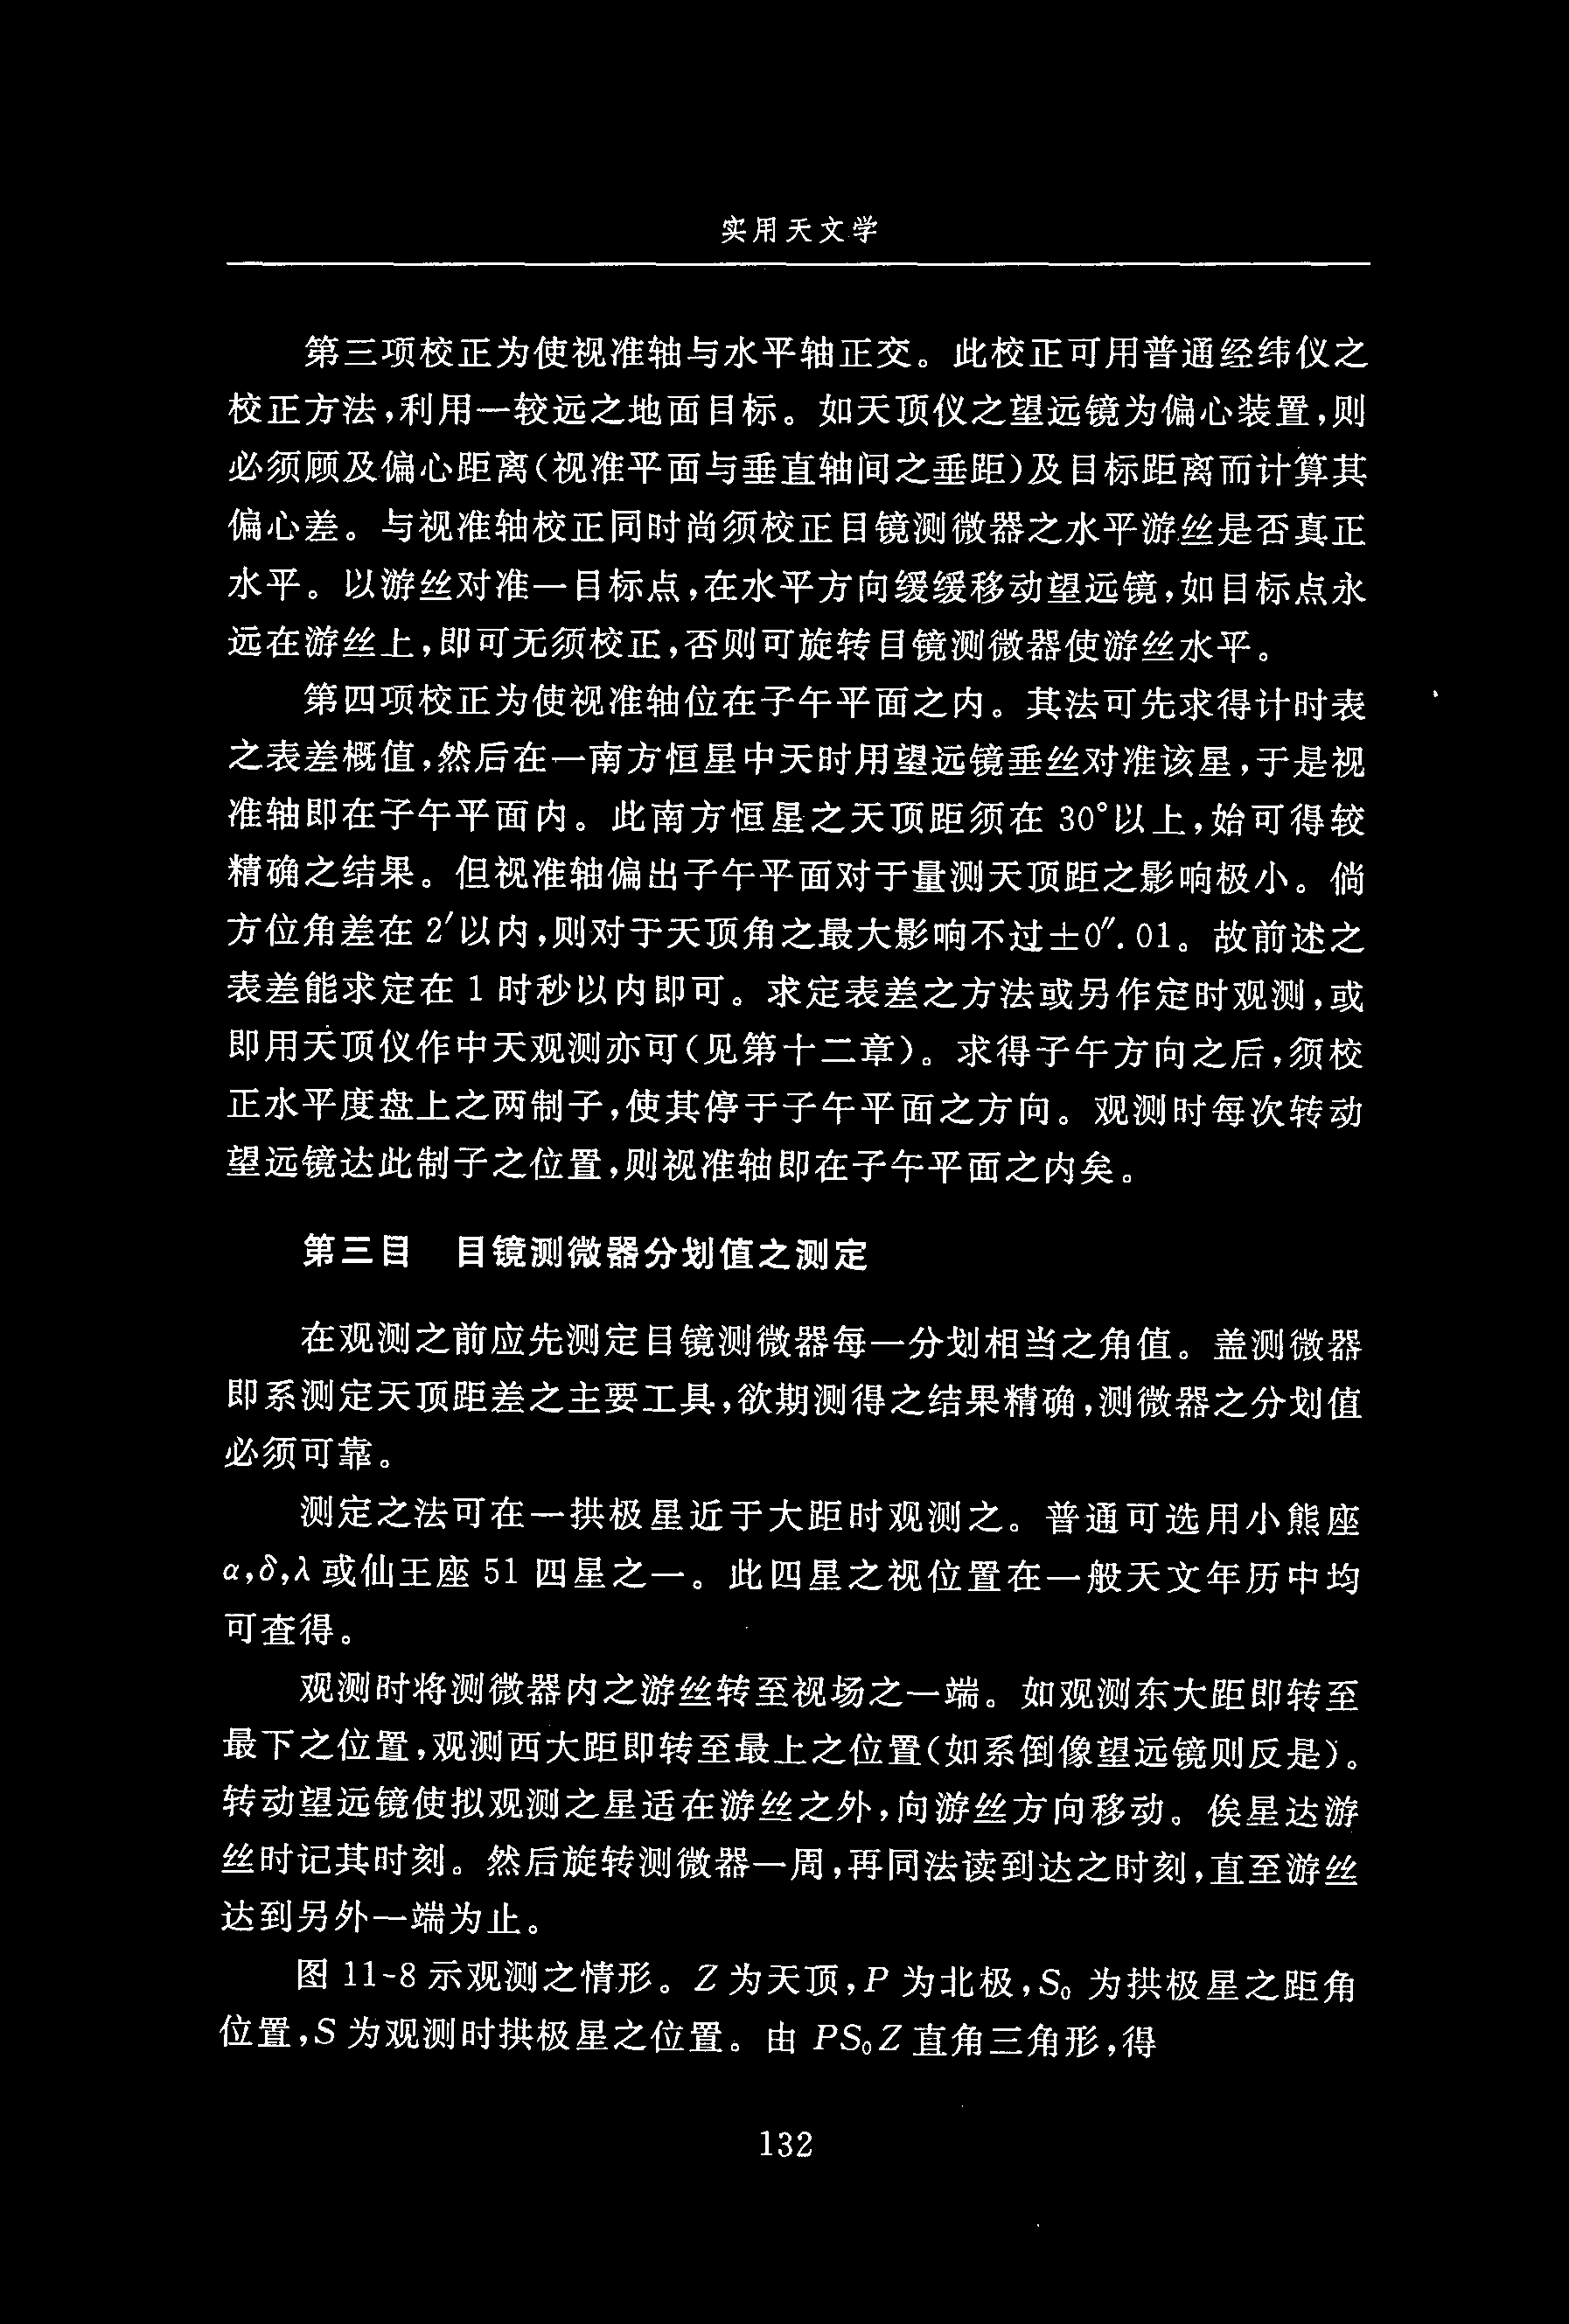 实用天文学
第三项校正为使视准轴与水平轴正交。此校正可用普通经纬仪之
校正方法,利用一较远之地面目标。如天顶仪之望远镜为偏心装置,则
必须顾及偏心距离(视准平面与垂直轴间之垂距)及目标距离而计算其
偏心差。与视准轴校正同时尚须校正目镜测微器之水平游丝是否真正
水平。以游丝对准一目标点,在水平方向缓缓移动望远镜,如目标点永
远在游丝上,即可无须校正,否则可旋转目镜测微器使游丝水平。
第四项校正为使视准轴位在子午平面之内。其法可先求得计时表
之表差概值,然后在一南方恒星中天时用望远镜垂丝对准该星,于是视
准轴即在子午平面内。此南方恒星之天顶距须在 30°以上,始可得较
精确之结果。但视准轴偏出子午平面对于量测天顶距之影响极小。倘
方位角差在 2′以内,则对于天顶角之最大影响不过±0″.01。故前述之
表差能求定在 1 时秒以内即可。求定表差之方法或另作定时观测,或
即用天顶仪作中天观测亦可(见第十二章)。求得子午方向之后,须校
正水平度盘上之两制子,使其停于子午平面之方向。观测时每次转动
望远镜达此制子之位置,则视准轴即在子午平面之内矣。
第三目 目镜测微器分划值之测定
在观测之前应先测定目镜测微器每一分划相当之角值。盖测微器
即系测定天顶距差之主要工具,欲期测得之结果精确,测微器之分划值
必须可靠。
测定之法可在一拱极星近于大距时观测之。普通可选用小熊座
α,δ,λ 或仙王座 51 四星之一。此四星之视位置在一般天文年历中均
可查得。
观测时将测微器内之游丝转至视场之一端。如观测东大距即转至
最下之位置,观测西大距即转至最上之位置(如系倒像望远镜则反是)。
转动望远镜使拟观测之星适在游丝之外,向游丝方向移动。俟星达游
丝时记其时刻。然后旋转测微器一周,再同法读到达之时刻,直至游丝
达到另外一端为止。
图 11-8 示观测之情形。Z 为天顶,P 为北极,S₀ 为拱极星之距角
位置,S 为观测时拱极星之位置。由 PS₀Z 直角三角形,得
132